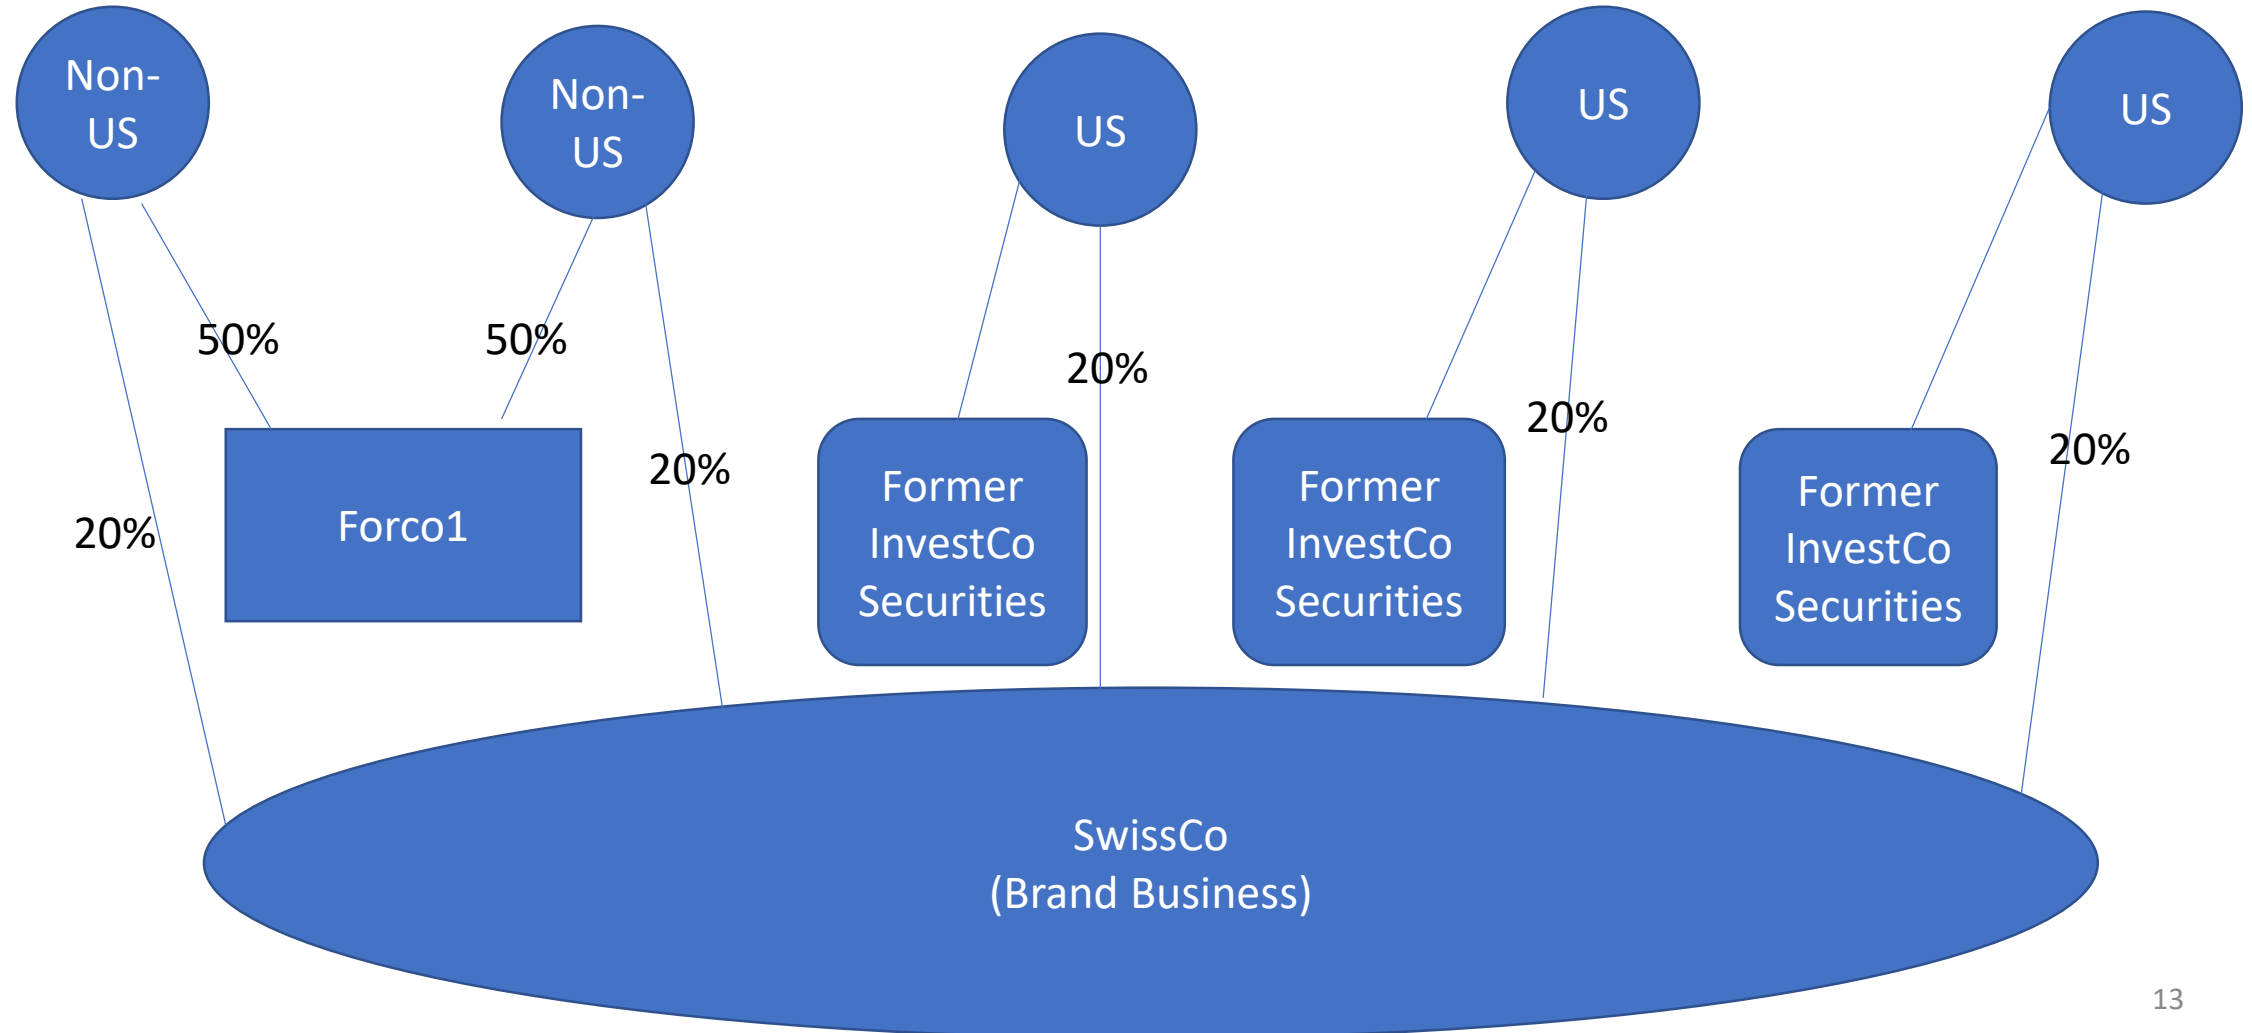 Non-
US
Non-
US
US
US
US
50%
50%
20%
20%
20%
20%
20%
Forco1
Former
InvestCo
Securities
Former
InvestCo
Securities
Former
InvestCo
Securities
SwissCo
(Brand Business)
13